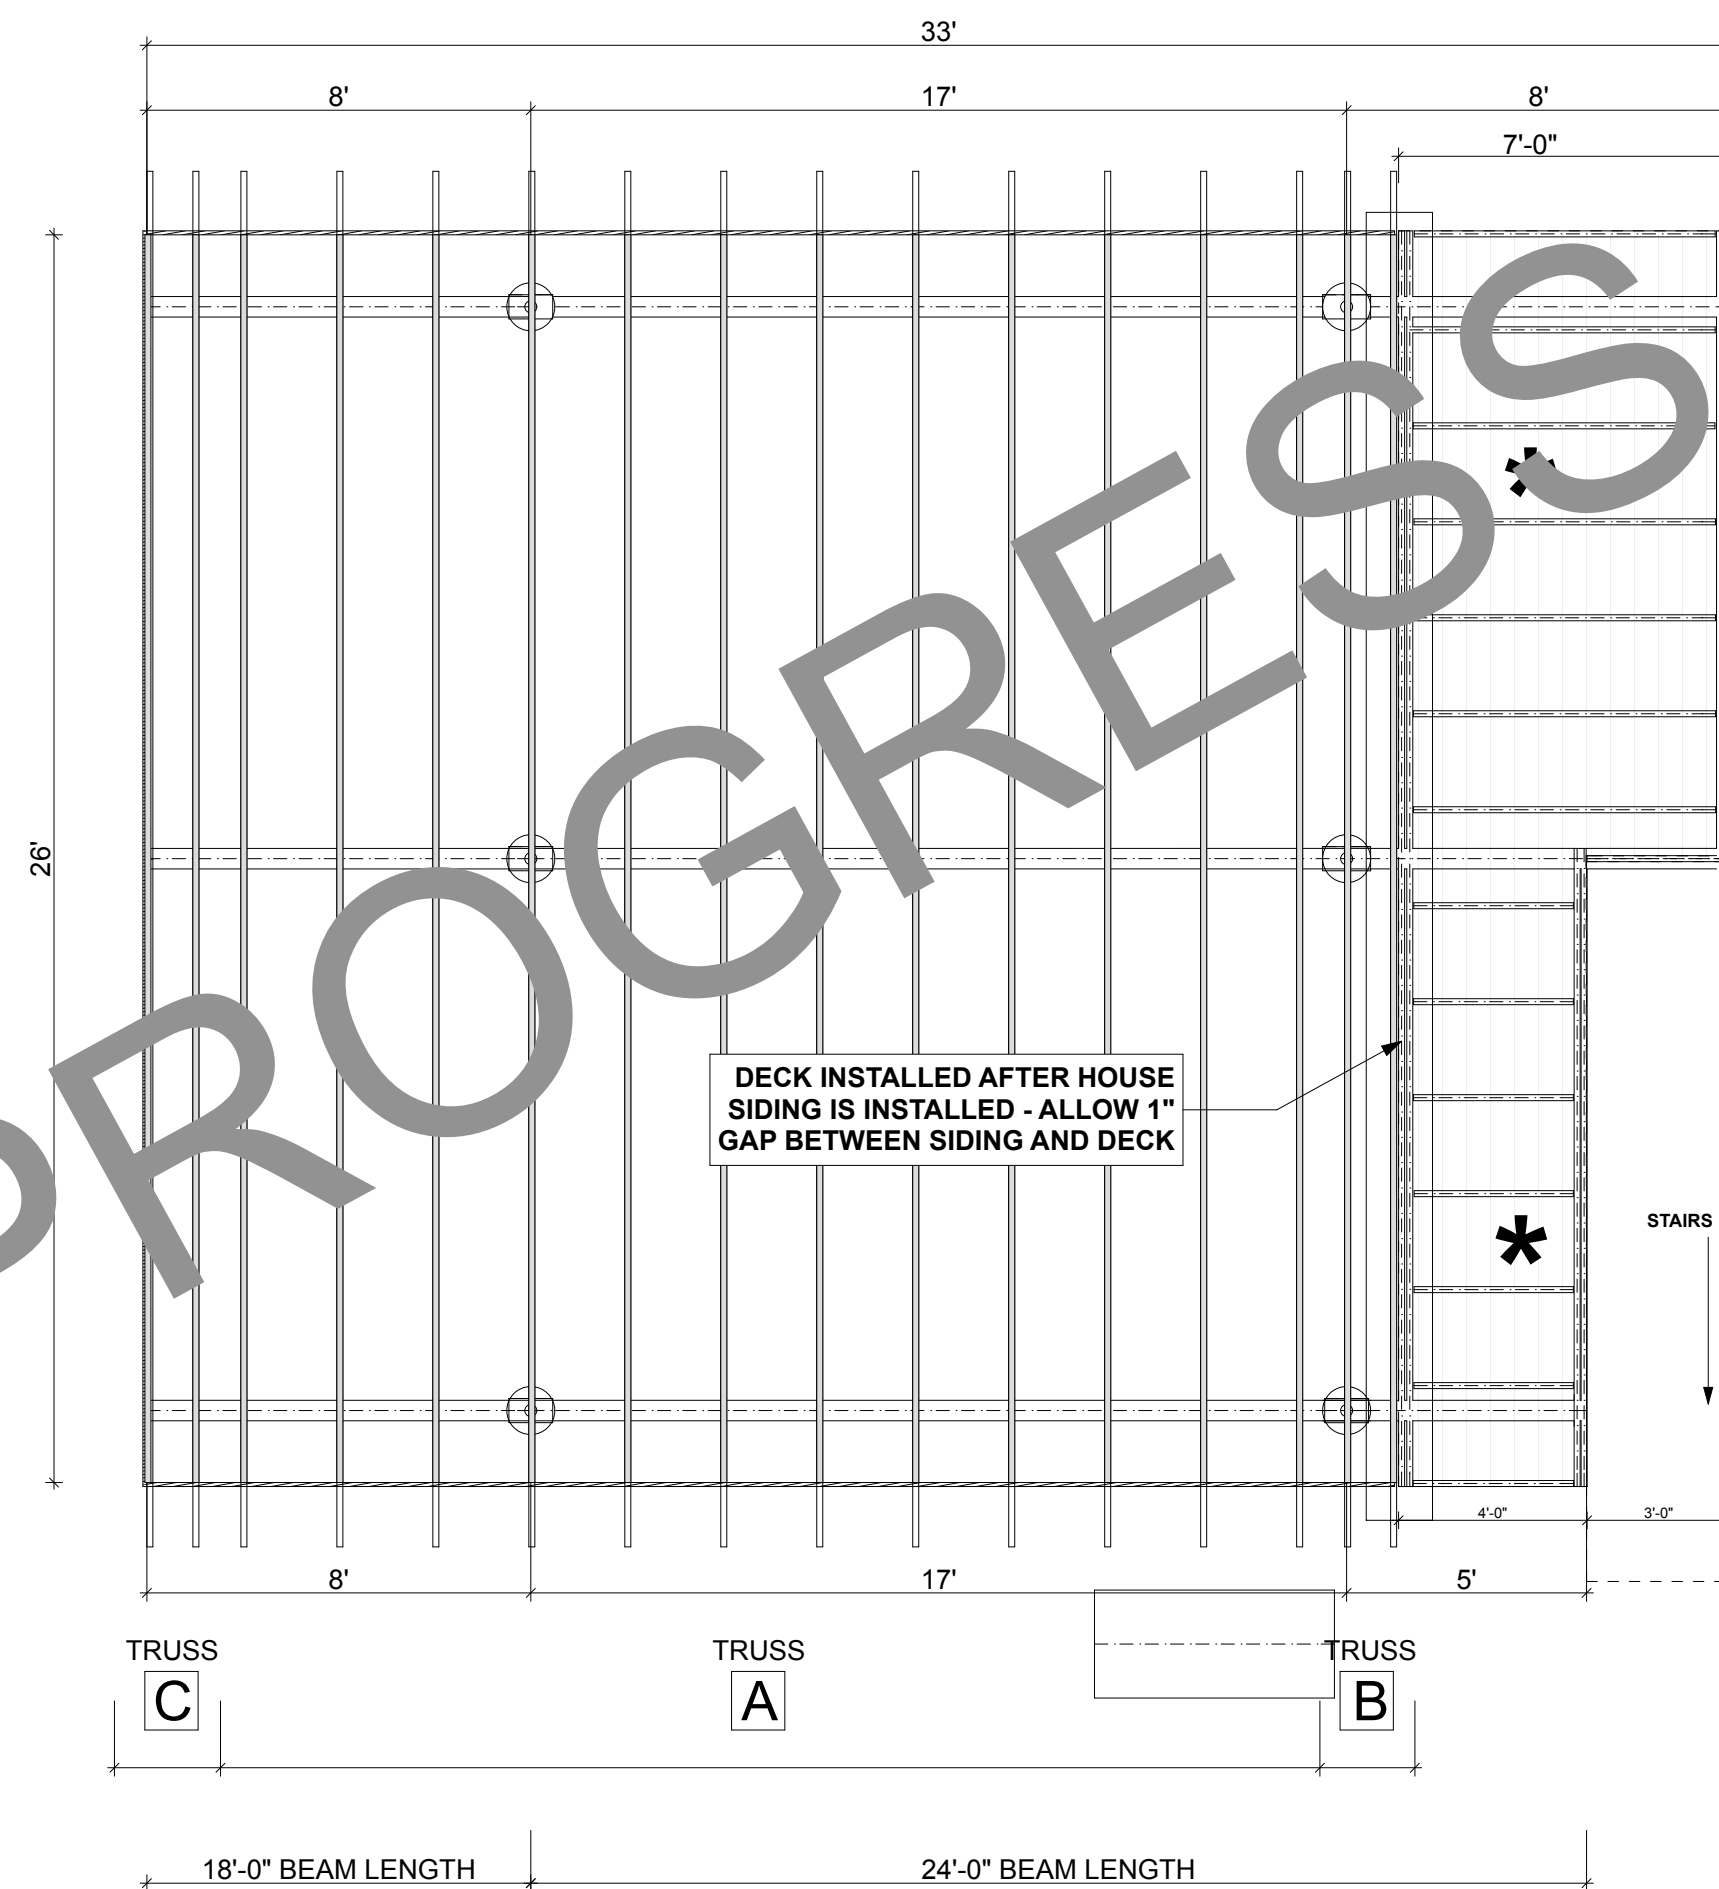 33'
8'
17'
8'
7'-0"
26'
PROGRESS
*
DECK INSTALLED AFTER HOUSE
SIDING IS INSTALLED - ALLOW 1"
GAP BETWEEN SIDING AND DECK
*
STAIRS
4'-0"
3'-0"
8'
17'
5'
TRUSS
C
TRUSS
A
TRUSS
B
18'-0" BEAM LENGTH
24'-0" BEAM LENGTH